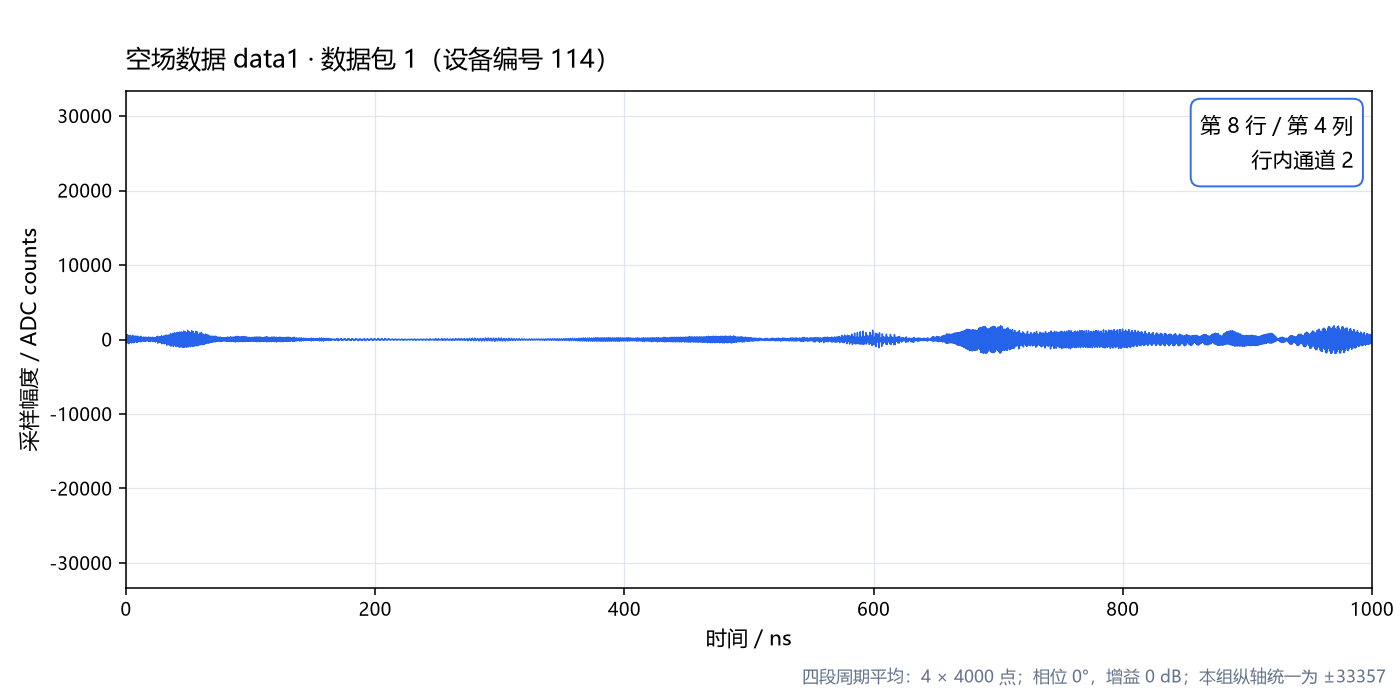 空场数据 data1 · 数据包 1（设备编号 114）
第 8 行 / 第 4 列
行内通道 2
采样幅度 / ADC counts
30000
20000
10000
0
-10000
-20000
-30000
0
200
400
600
800
1000
时间 / ns
四段周期平均：4 × 4000 点；相位 0°，增益 0 dB；本组纵轴统一为 ±33357